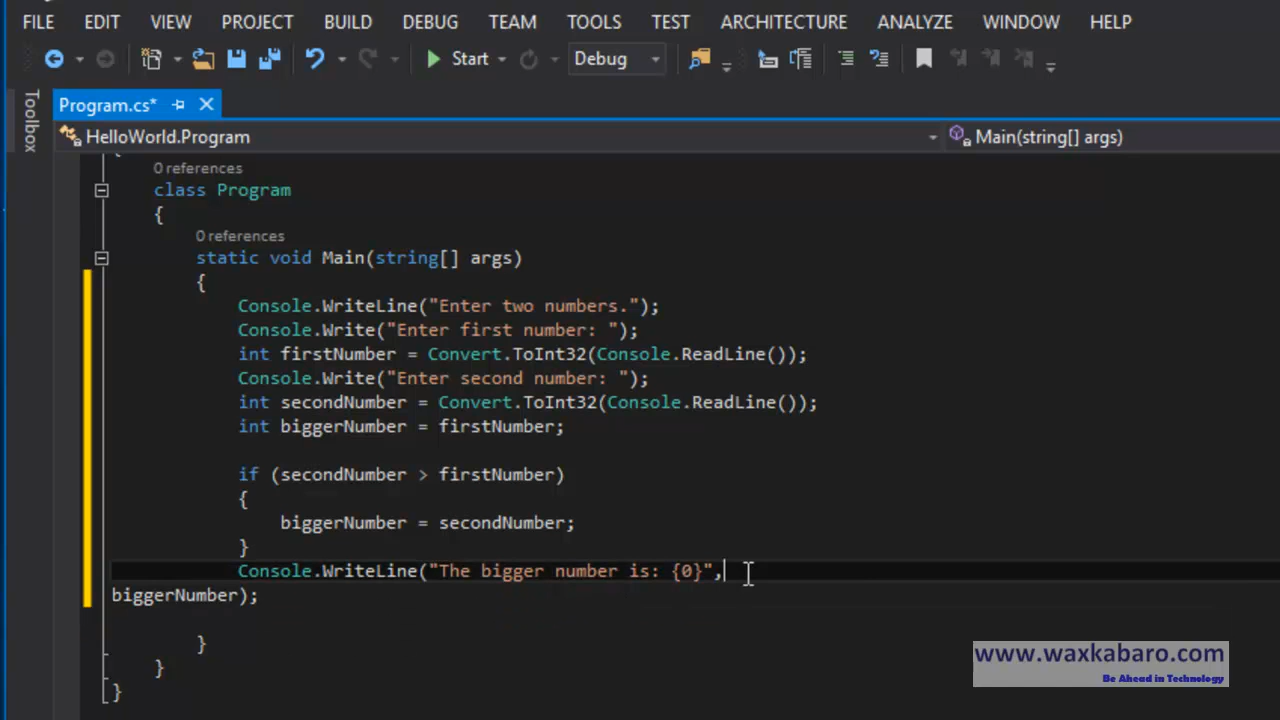 FILE EDIT VIEW PROJECT BUILD DEBUG TEAM TOOLS TEST ARCHITECTURE ANALYZE WINDOW HELP
Start Debug
Toolbox
Program.cs*
HelloWorld.Program Main(string[] args)
{
0 references
class Program
{
0 references
static void Main(string[] args)
{
Console.WriteLine("Enter two numbers.");
Console.Write("Enter first number: ");
int firstNumber = Convert.ToInt32(Console.ReadLine());
Console.Write("Enter second number: ");
int secondNumber = Convert.ToInt32(Console.ReadLine());
int biggerNumber = firstNumber;
if (secondNumber > firstNumber)
{
biggerNumber = secondNumber;
}
Console.WriteLine("The bigger number is: {0}",
biggerNumber);
}
}
}
www.waxkabaro.com
Be Ahead in Technology